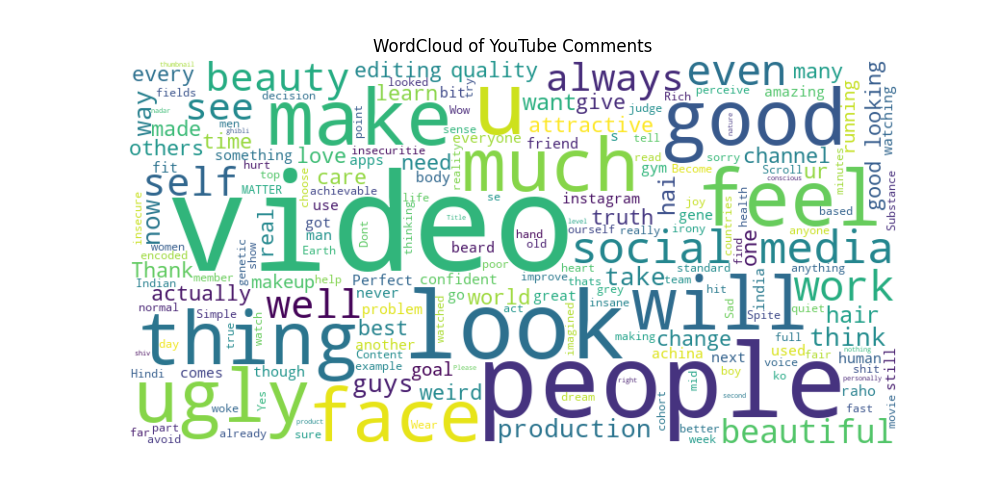 WordCloud of YouTube Comments
thumbnail
every
beauty
editing quality
always
even
many
fields
decision
learn
bit
try
looked
Wow
want
give
judge
Rich
perceive
amazing
running
good looking
watching
way
see
men
ghibli
radar
make
point
u
sense
everyone
attractive
friend
s
tell
good
nature
made
time
others
something
love
insecuritie
apps
need
reality
much
read
sorry
channel
minutes
fit
hurt
top
care
body
gym
Become
Scroll
ur
conscious
self
MATTER
choose
achievable
life
se
instagram
hai
gene
joy
feel
health
based
Substance
insecure
now
use
video
Dont
thinking
Title
hand
old
level
truth
ourself
really
irony
countries
anyone
real
got
man
Earth
beard
social
media
one
find
women
encoded
genetic
show
poor
heart
thats
standard
anything
Thank
member
makeup
help
Perfect
confident
improve
take
team
Indian
actually
never
go
world
great
grey
insane
hit
Sad
india
work
quiet
normal
Simple
well
problem
watched
act
will
Spite
hair
thing
true
watch
best
another
look
imagined
making
change
full
think
day
Content
example
achina
next
voice
used
fair
nothing
shiv
Hindi
comes
though
guys
goal
Please
people
right
mid
boy
ko
human
shit
personally
still
ugly
woke
Yes
face
weird
dream
second
raho
far
part
avoid
already
product
sure
Wear
production
cohort
better
week
beautiful
fast
movie